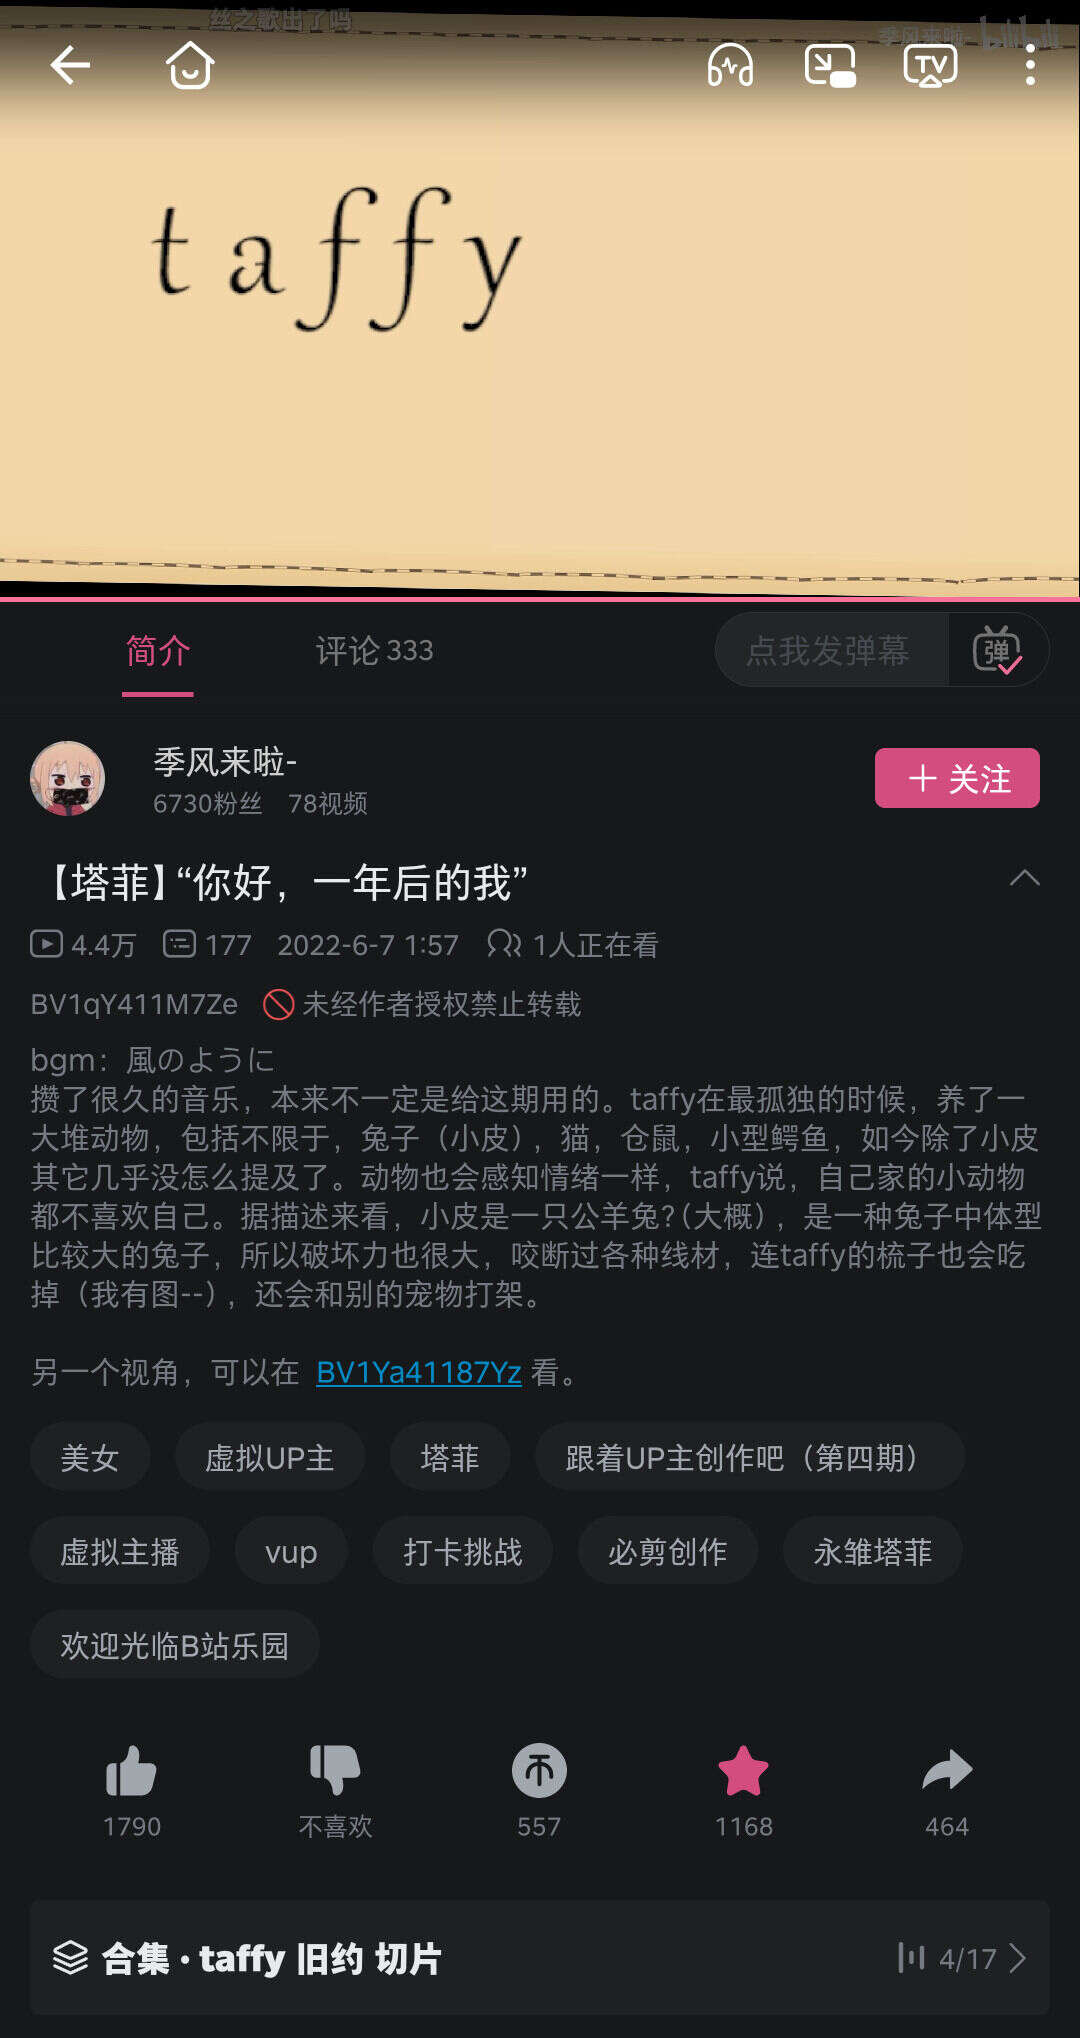 丝之歌出了吗
季风来啦- bilibili
TV
taffy
简介 评论 333 点我发弹幕 弹
季风来啦-
6730粉丝 78视频
+ 关注
【塔菲】“你好，一年后的我”
4.4万 177 2022-6-7 1:57 1人正在看
BV1qY411M7Ze 未经作者授权禁止转载
bgm：風のように
攒了很久的音乐，本来不一定是给这期用的。taffy在最孤独的时候，养了一
大堆动物，包括不限于，兔子（小皮），猫，仓鼠，小型鳄鱼，如今除了小皮
其它几乎没怎么提及了。动物也会感知情绪一样，taffy说，自己家的小动物
都不喜欢自己。据描述来看，小皮是一只公羊兔?（大概），是一种兔子中体型
比较大的兔子，所以破坏力也很大，咬断过各种线材，连taffy的梳子也会吃
掉（我有图--），还会和别的宠物打架。
另一个视角，可以在 BV1Ya41187Yz 看。
美女 虚拟UP主 塔菲 跟着UP主创作吧（第四期）
虚拟主播 vup 打卡挑战 必剪创作 永雏塔菲
欢迎光临B站乐园
1790 不喜欢 557 1168 464
合集 · taffy 旧约 切片 4/17